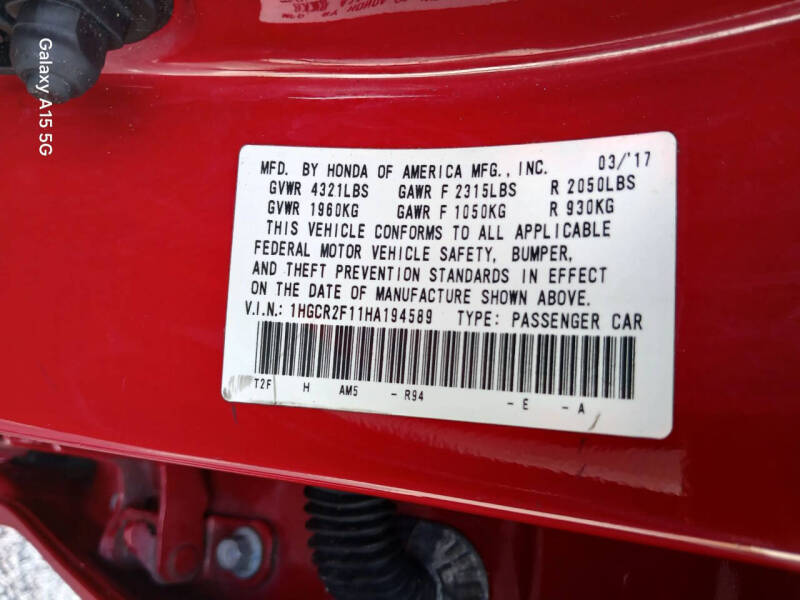 Galaxy A15 5G
MFD. BY HONDA OF AMERICA MFG., INC. 03/'17
GVWR 4321LBS GAWR F 2315LBS R 2050LBS
GVWR 1960KG GAWR F 1050KG R 930KG
THIS VEHICLE CONFORMS TO ALL APPLICABLE
FEDERAL MOTOR VEHICLE SAFETY, BUMPER,
AND THEFT PREVENTION STANDARDS IN EFFECT
ON THE DATE OF MANUFACTURE SHOWN ABOVE.
V.I.N.: 1HGCR2F11HA194589 TYPE: PASSENGER CAR
T2F H AM5 - R94 - E - A